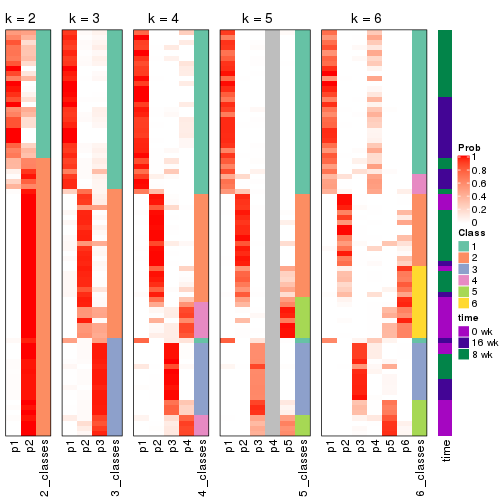 k = 2
k = 3
k = 4
k = 5
k = 6
Prob
1
0.8
0.6
0.4
0.2
0
Class
1
2
3
4
5
6
time
0 wk
16 wk
8 wk
p1
p2
2_classes
p1
p2
p3
3_classes
p1
p2
p3
p4
4_classes
p1
p2
p3
p4
p5
5_classes
p1
p2
p3
p4
p5
p6
6_classes
time